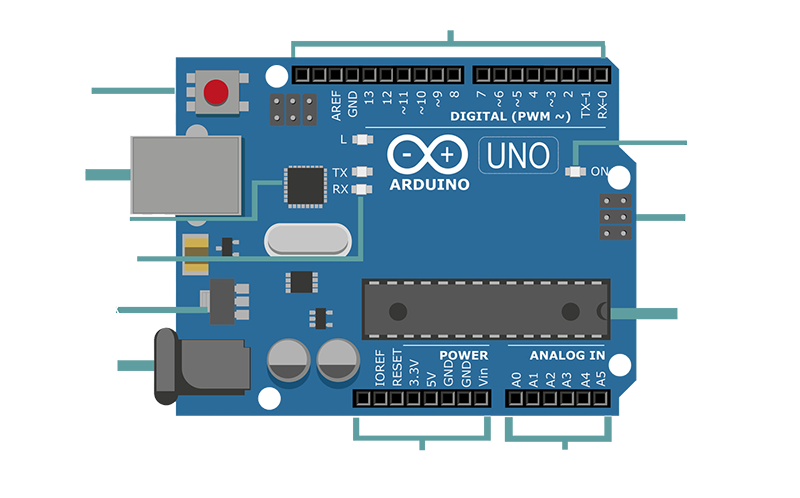 AREF
GND
13
12
~11
~10
~9
8
7
~6
~5
4
~3
2
TX-1
RX-0
DIGITAL (PWM ~)
L
TX
RX
- +
ARDUINO
UNO
ON
POWER
ANALOG IN
IOREF
RESET
3.3V
5V
GND
GND
Vin
A0
A1
A2
A3
A4
A5